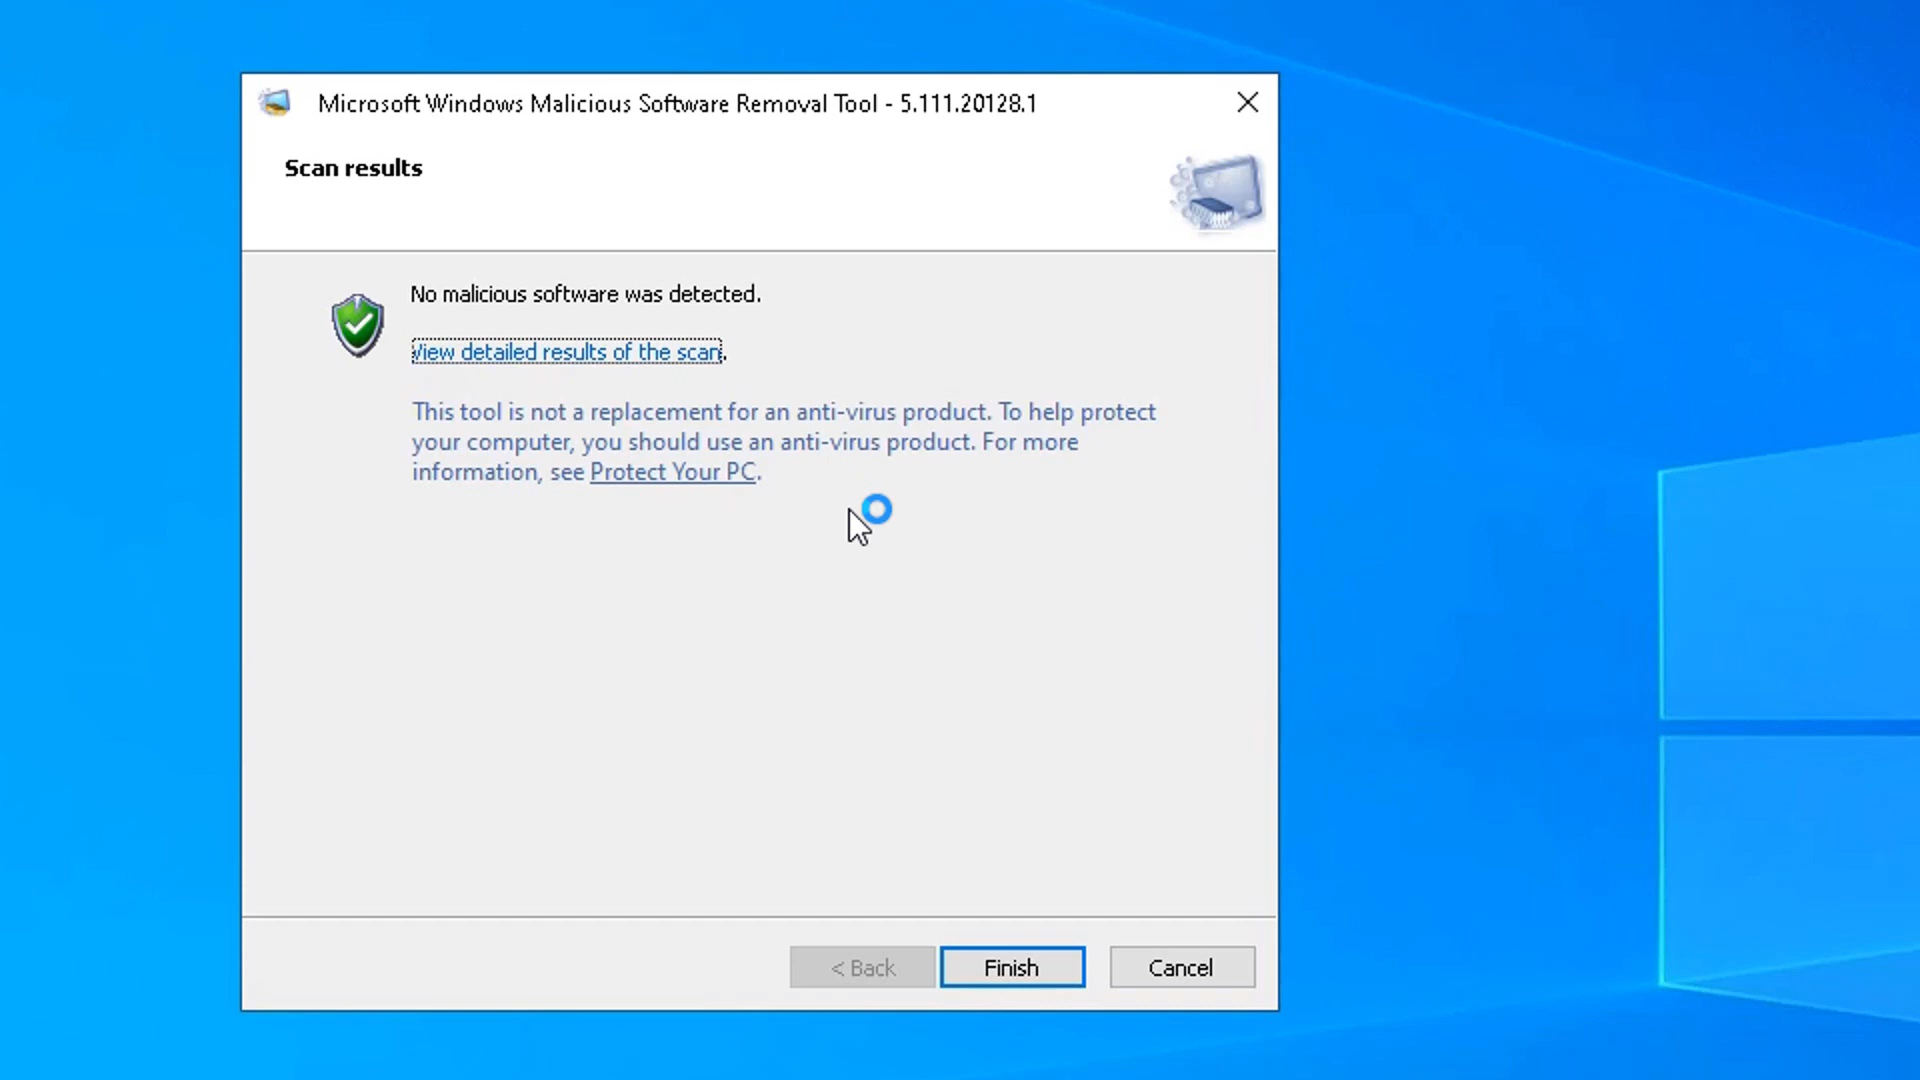 Microsoft Windows Malicious Software Removal Tool - 5.111.20128.1
Scan results
No malicious software was detected.
View detailed results of the scan.
This tool is not a replacement for an anti-virus product. To help protect
your computer, you should use an anti-virus product. For more
information, see Protect Your PC.
< Back
Finish
Cancel